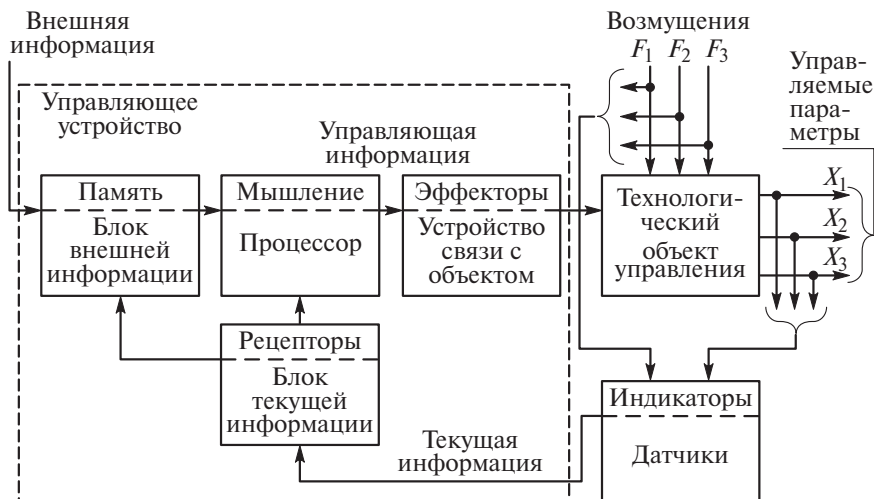 Внешняя
информация
Возмущения
F1 F2 F3
Управ-
ляемые
пара-
метры
Управляющее
устройство
Управляющая
информация
Память
Блок
внешней
информации
Мышление
Процессор
Эффекторы
Устройство
связи с
объектом
Технологи-
ческий
объект
управления
X1
X2
X3
Рецепторы
Блок
текущей
информации
Текущая
информация
Индикаторы
Датчики